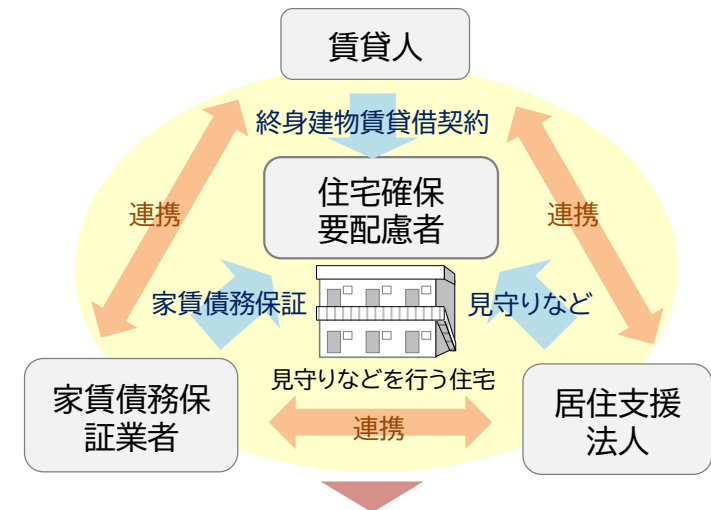 賃貸人
終身建物賃貸借契約
住宅確保
要配慮者
連携
連携
家賃債務保証
見守りなど
見守りなどを行う住宅
家賃債務保
証業者
連携
居住支援
法人